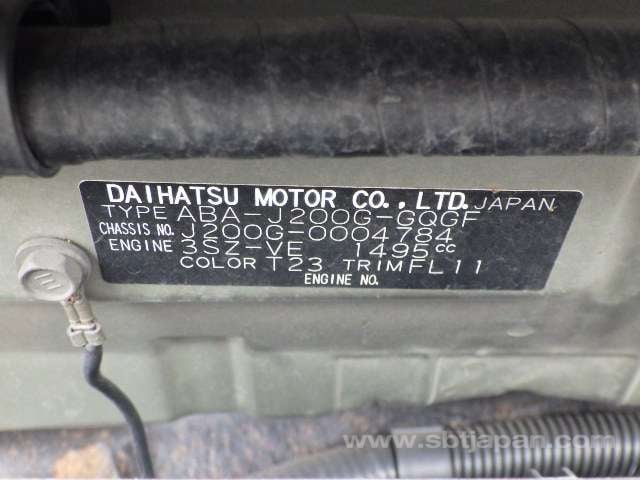 DAIHATSU MOTOR CO., LTD. JAPAN
TYPE ABA-J200G-GQGF
CHASSIS NO. J200G-0004784
ENGINE 3SZ-VE 1495cc
COLOR T23 TRIM FL11
ENGINE NO.
www.sbtjapan.com